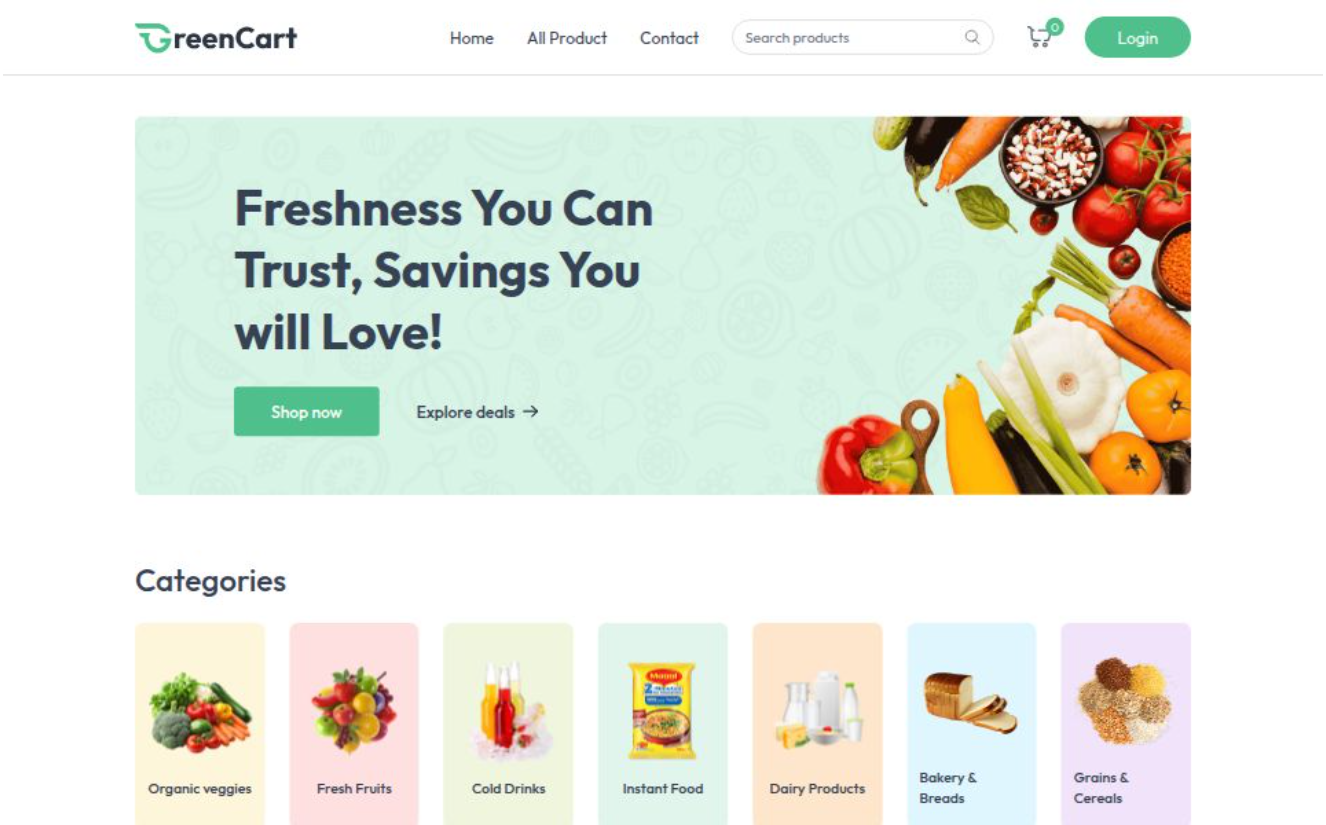 GreenCart
Home
All Product
Contact
Search products
0
Login
Freshness You Can
Trust, Savings You
will Love!
Shop now
Explore deals →
Categories
Organic veggies
Fresh Fruits
Cold Drinks
Instant Food
Dairy Products
Bakery &
Breads
Grains &
Cereals